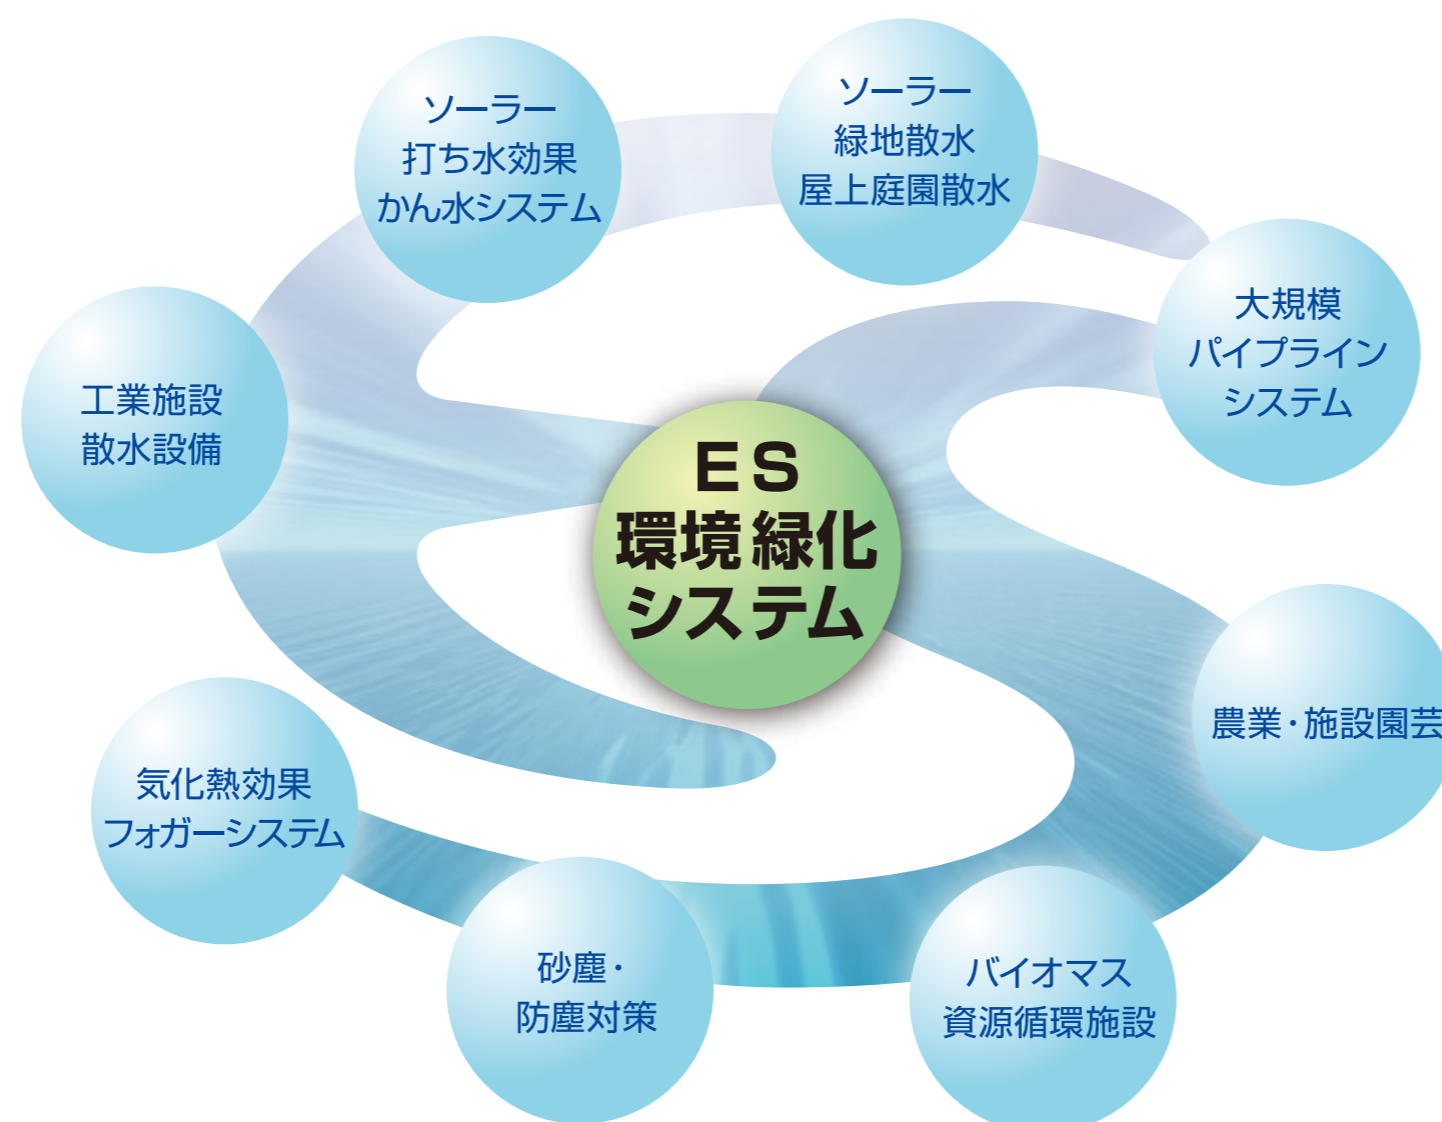 ソーラー
打ち水効果
かん水システム
ソーラー
緑地散水
屋上庭園散水
大規模
パイプライン
システム
工業施設
散水設備
ES
環境緑化
システム
農業・施設園芸
気化熱効果
フォガーシステム
砂塵・
防塵対策
バイオマス
資源循環施設